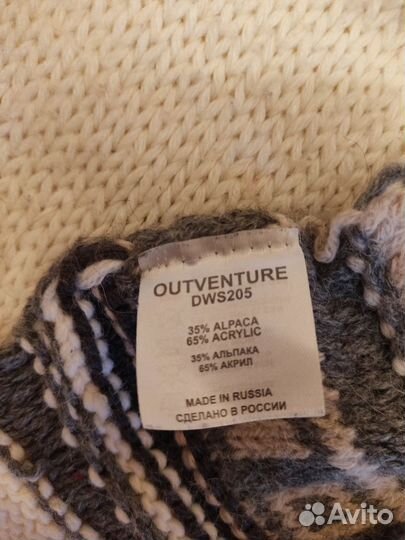 OUTVENTURE
DWS205
35% ALPACA
65% ACRYLIC
35% АЛЬПАКА
65% АКРИЛ
MADE IN RUSSIA
СДЕЛАНО В РОССИИ
Avito